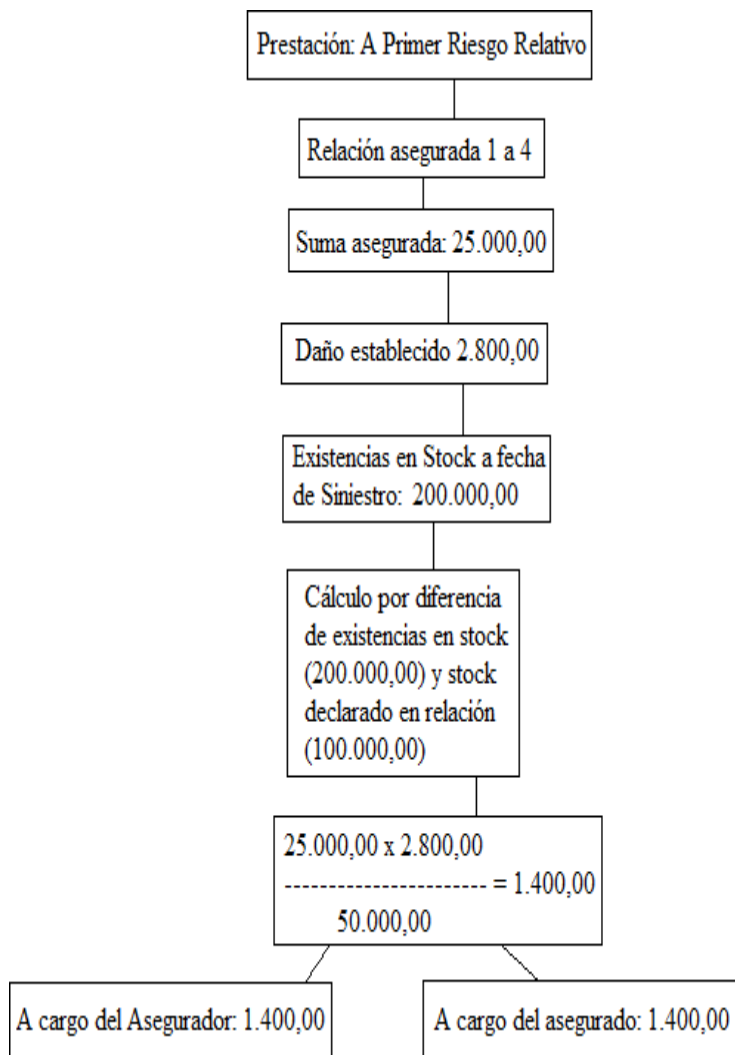 Prestación: A Primer Riesgo Relativo
Relación asegurada 1 a 4
Suma asegurada: 25.000,00
Daño establecido 2.800,00
Existencias en Stock a fecha
de Siniestro: 200.000,00
Cálculo por diferencia
de existencias en stock
(200.000,00) y stock
declarado en relación
(100.000,00)
25.000,00 x 2.800,00
----------------------- = 1.400,00
50.000,00
A cargo del Asegurador: 1.400,00
A cargo del asegurado: 1.400,00